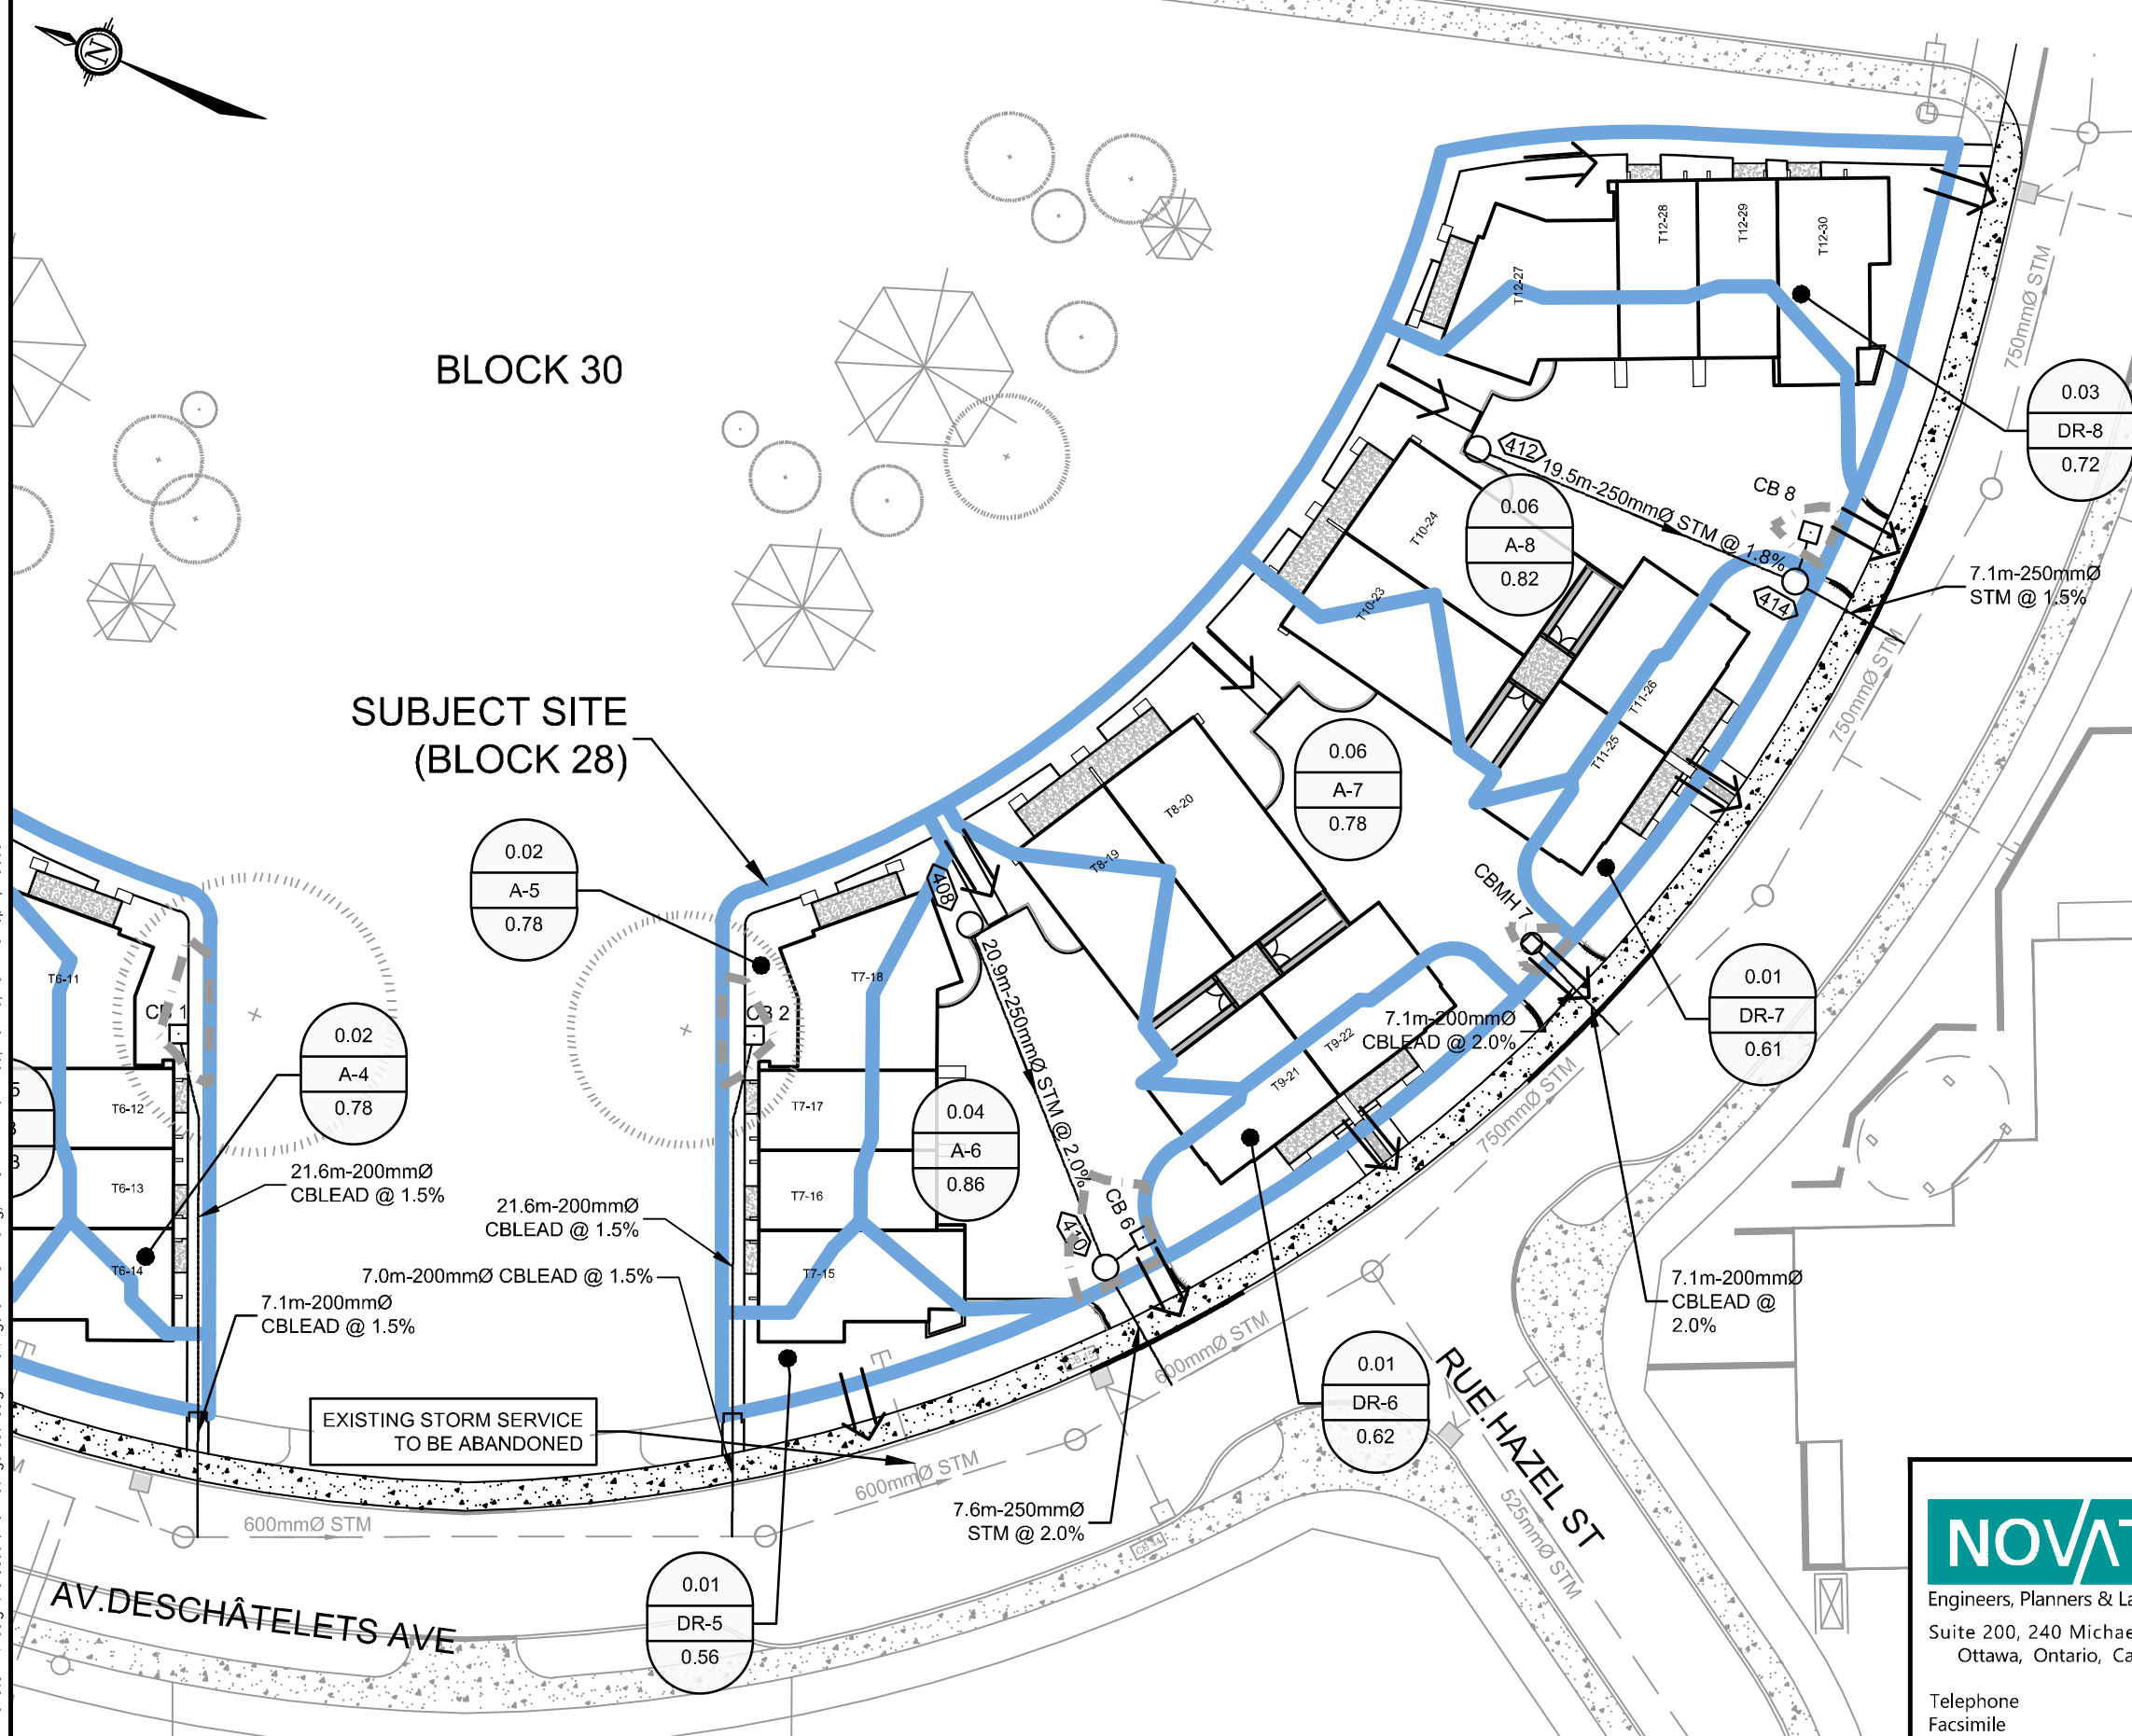 N
BLOCK 30
SUBJECT SITE
(BLOCK 28)
T12-27
T12-28
T12-29
T12-30
750mmØ STM
0.03
DR-8
0.72
412
19.5m-250mmØ STM @ 1.8%
CB 8
0.06
A-8
0.82
T10-24
T10-23
414
7.1m-250mmØ
STM @ 1.5%
750mmØ STM
T11-26
T11-25
0.06
A-7
0.78
T8-20
T8-19
0.02
A-5
0.78
408
T7-18
CBMH 7
20.9m-250mmØ STM @ 2.0%
T6-11
CB 1
CB 2
0.02
A-4
0.78
T6-12
T6-13
T6-14
T7-17
T7-16
T7-15
0.04
A-6
0.86
7.1m-200mmØ
CBLEAD @ 2.0%
T9-22
T9-21
0.01
DR-7
0.61
750mmØ STM
21.6m-200mmØ
CBLEAD @ 1.5%
21.6m-200mmØ
CBLEAD @ 1.5%
410
CB 6
7.0m-200mmØ CBLEAD @ 1.5%
7.1m-200mmØ
CBLEAD @ 1.5%
7.1m-200mmØ
CBLEAD @
2.0%
600mmØ STM
CB 45
0.01
DR-6
0.62
RUE.HAZEL ST
EXISTING STORM SERVICE
TO BE ABANDONED
600mmØ STM
600mmØ STM
7.6m-250mmØ
STM @ 2.0%
525mmØ STM
CB 34
0.01
DR-5
0.56
AV.DESCHÂTELETS AVE
NOVAT
Engineers, Planners & La
Suite 200, 240 Michae
Ottawa, Ontario, Ca
Telephone
Facsimile